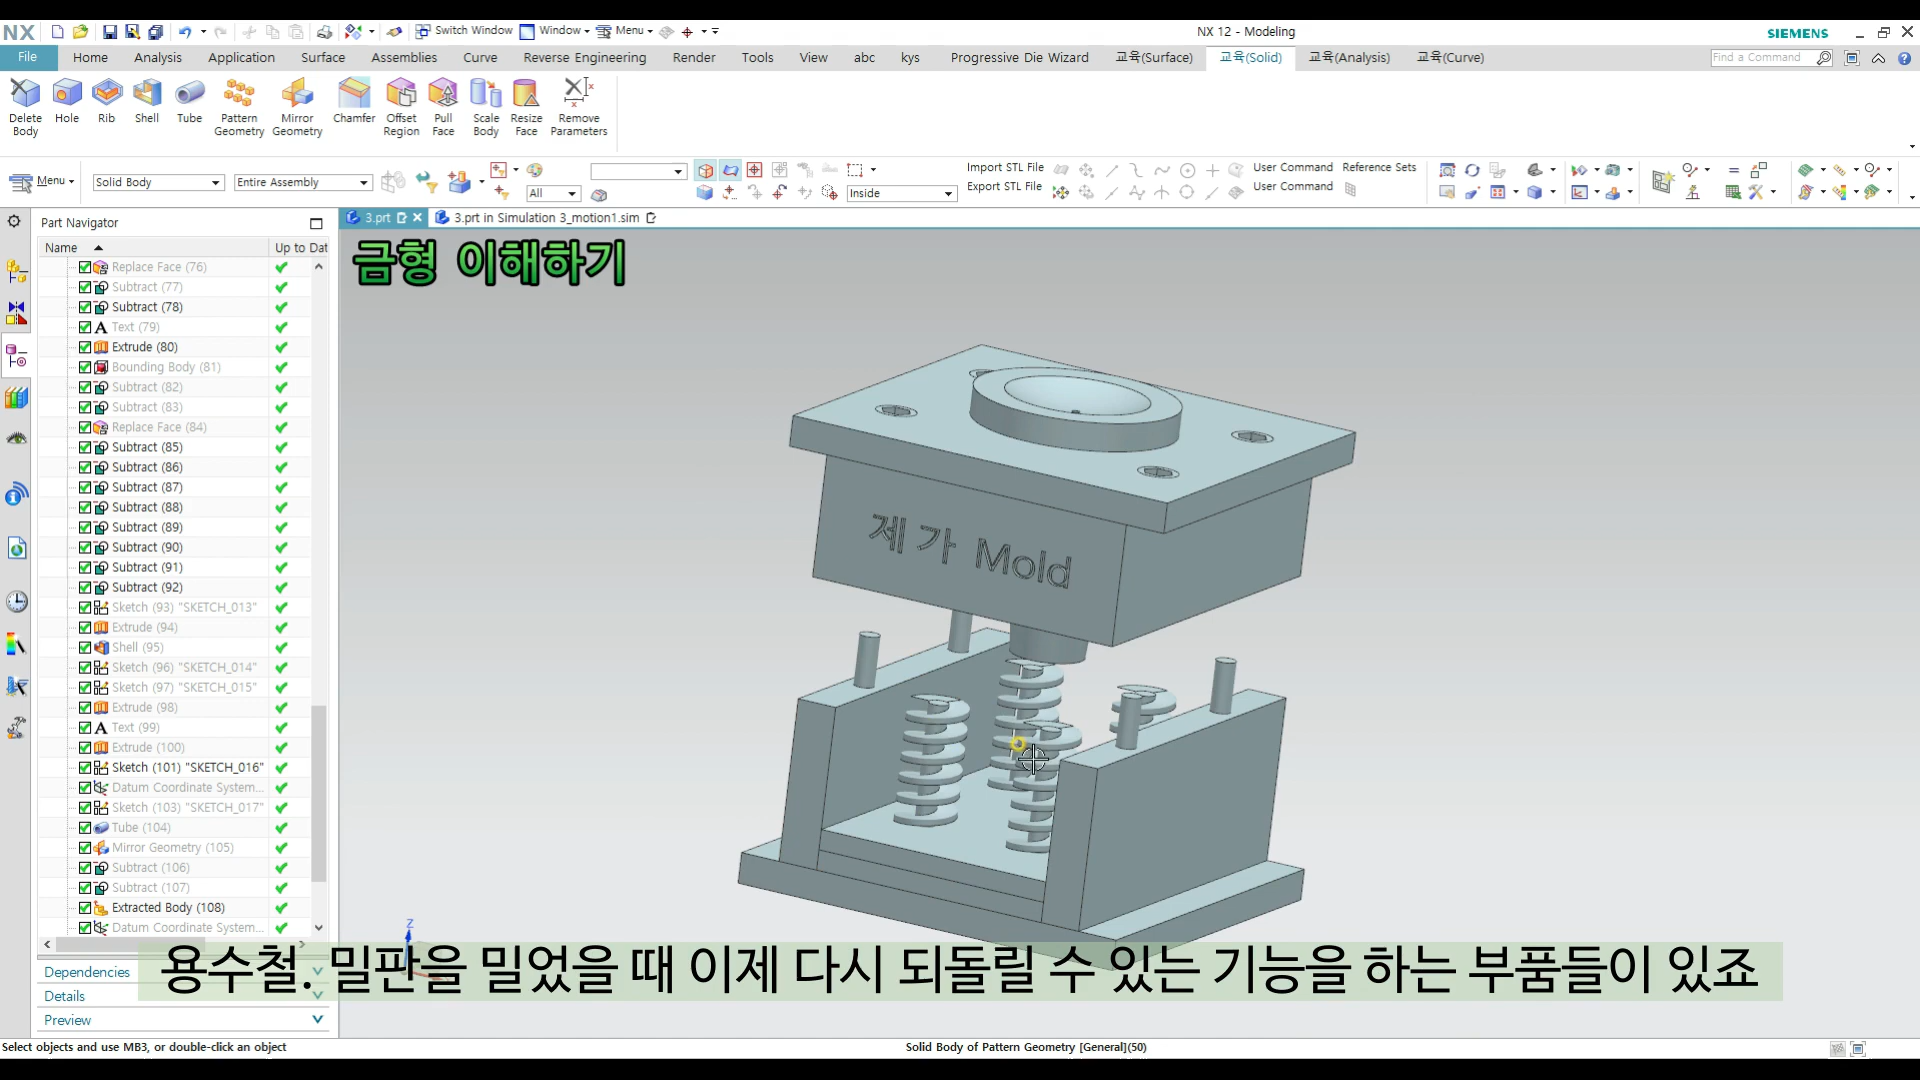 NX
Switch Window
Window
Menu
NX 12 - Modeling
SIEMENS
File
Home
Analysis
Application
Surface
Assemblies
Curve
Reverse Engineering
Render
Tools
View
abc
kys
Progressive Die Wizard
교육(Surface)
교육(Solid)
교육(Analysis)
교육(Curve)
Find a Command
Delete Body
Hole
Rib
Shell
Tube
Pattern Geometry
Mirror Geometry
Chamfer
Offset Region
Pull Face
Scale Body
Resize Face
Remove Parameters
Menu
Solid Body
Entire Assembly
All
Inside
Import STL File
Export STL File
User Command
User Command
Reference Sets
Part Navigator
3.prt
3.prt in Simulation 3_motion1.sim
Name
Up to Dat
금형 이해하기
Replace Face (76)
Subtract (77)
Subtract (78)
Text (79)
Extrude (80)
Bounding Body (81)
Subtract (82)
Subtract (83)
Replace Face (84)
Subtract (85)
Subtract (86)
Subtract (87)
Subtract (88)
Subtract (89)
Subtract (90)
Subtract (91)
Subtract (92)
Sketch (93) "SKETCH_013"
Extrude (94)
Shell (95)
Sketch (96) "SKETCH_014"
Sketch (97) "SKETCH_015"
Extrude (98)
Text (99)
Extrude (100)
Sketch (101) "SKETCH_016"
Datum Coordinate System...
Sketch (103) "SKETCH_017"
Tube (104)
Mirror Geometry (105)
Subtract (106)
Subtract (107)
Extracted Body (108)
Datum Coordinate System...
제가 Mold
Z
Dependencies
Details
Preview
용수철. 밀판을 밀었을 때 이제 다시 되돌릴 수 있는 기능을 하는 부품들이 있죠
Select objects and use MB3, or double-click an object
Solid Body of Pattern Geometry [General](50)